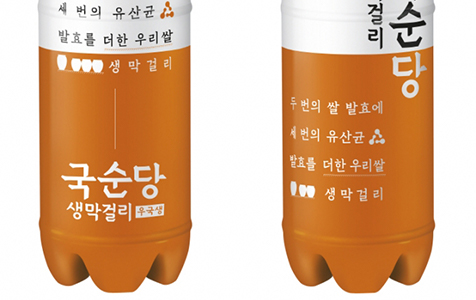 세 번의 유산균
발효를 더한 우리쌀
생막걸리
국순당
생막걸리 우국생
걸리
순당
두 번의 쌀 발효에
세 번의 유산균
발효를 더한 우리쌀
생막걸리